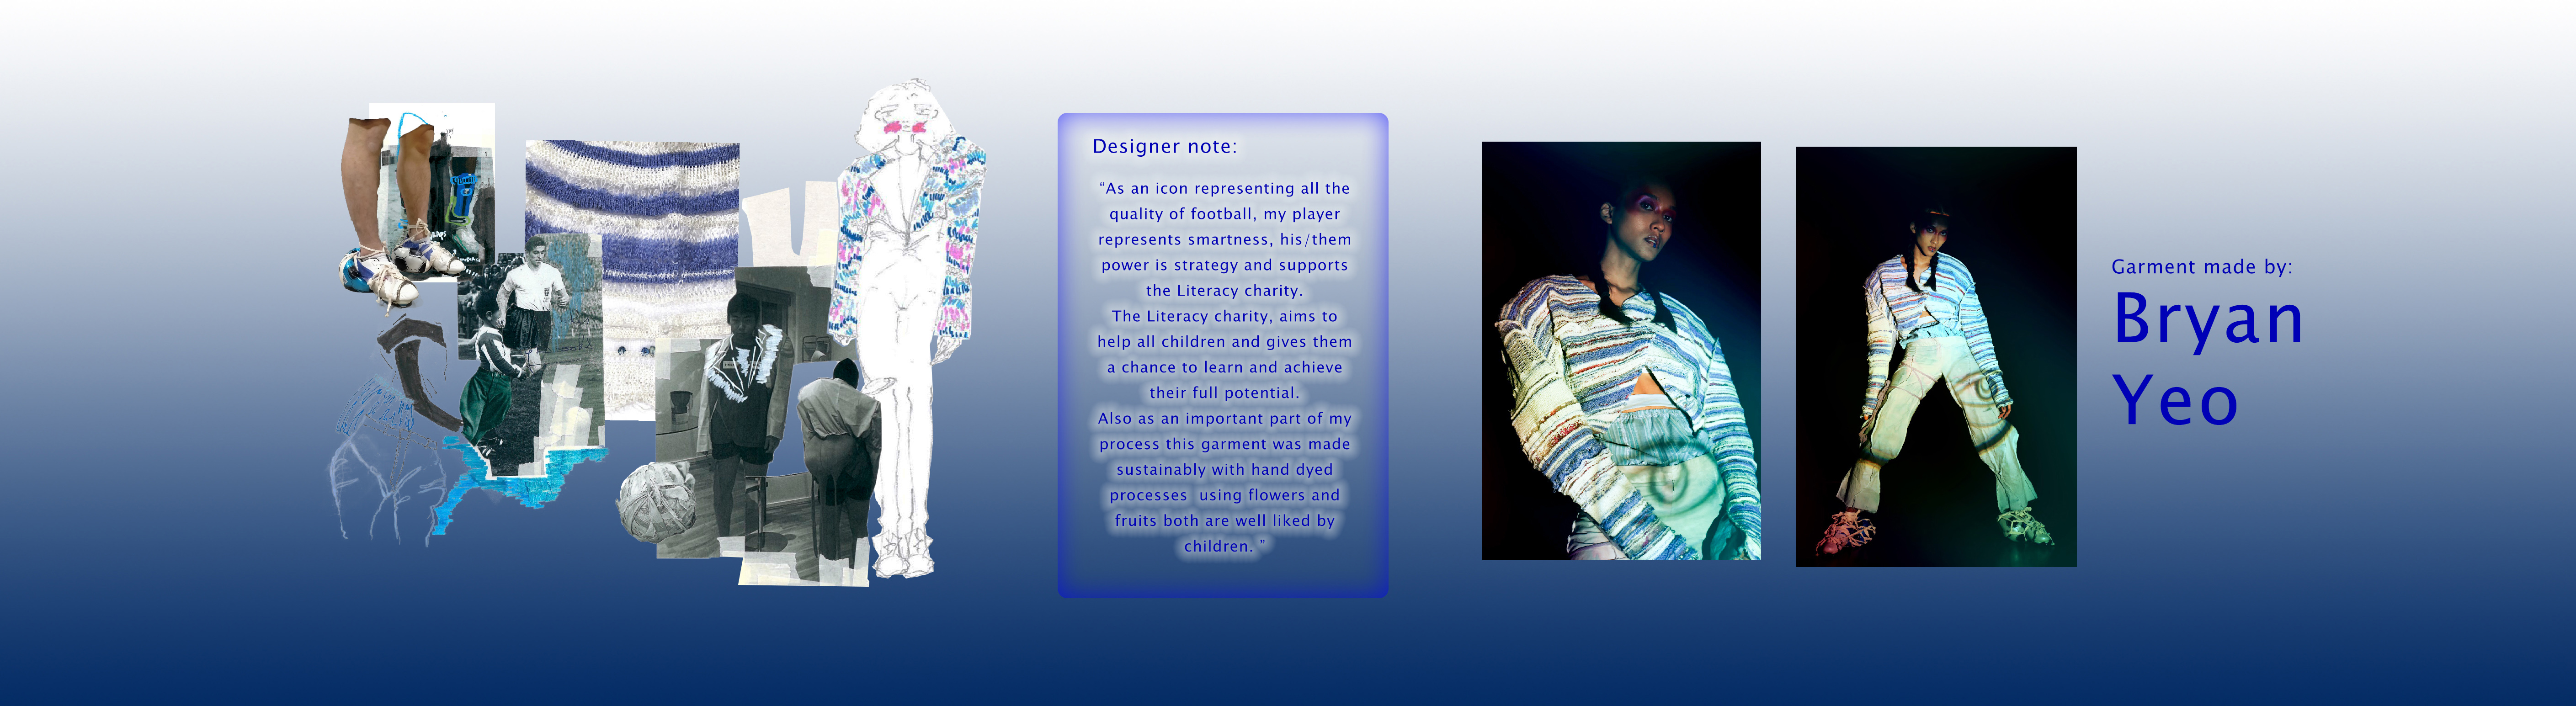 Designer note:
“As an icon representing all the
quality of football, my player
represents smartness, his/them
power is strategy and supports
the Literacy charity.
The Literacy charity, aims to
help all children and gives them
a chance to learn and achieve
their full potential.
Also as an important part of my
process this garment was made
sustainably with hand dyed
processes  using flowers and
fruits both are well liked by
children. ”
Garment made by:
Bryan
Yeo